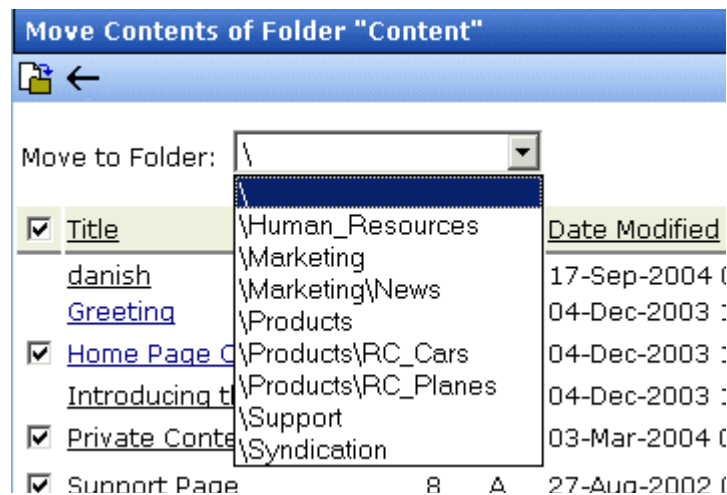 Move Contents of Folder "Content"
Move to Folder: \
\
\Human_Resources
\Marketing
\Marketing\News
\Products
\Products\RC_Cars
\Products\RC_Planes
\Support
\Syndication
Title Date Modified
danish 17-Sep-2004
Greeting 04-Dec-2003
Home Page 04-Dec-2003
Introducing 04-Dec-2003
Private 03-Mar-2004
Support Page 8 A 27-Aug-2002